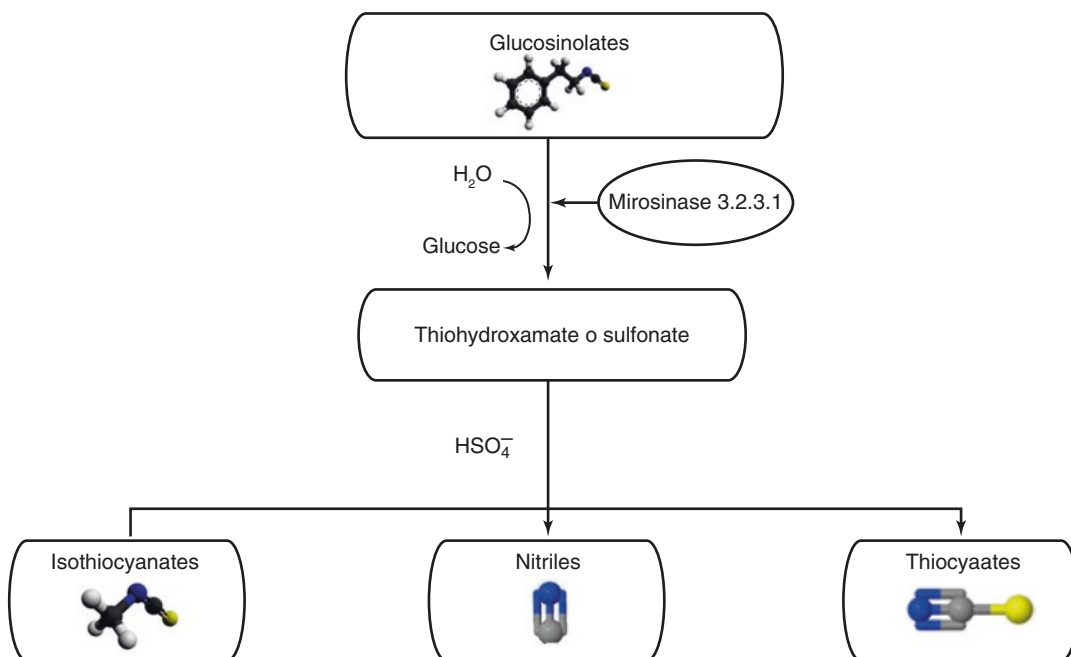 Glucosinolates
H₂O
Mirosinase 3.2.3.1
Glucose
Thiohydroxamate o sulfonate
HSO₄⁻
Isothiocyanates
Nitriles
Thiocyaates